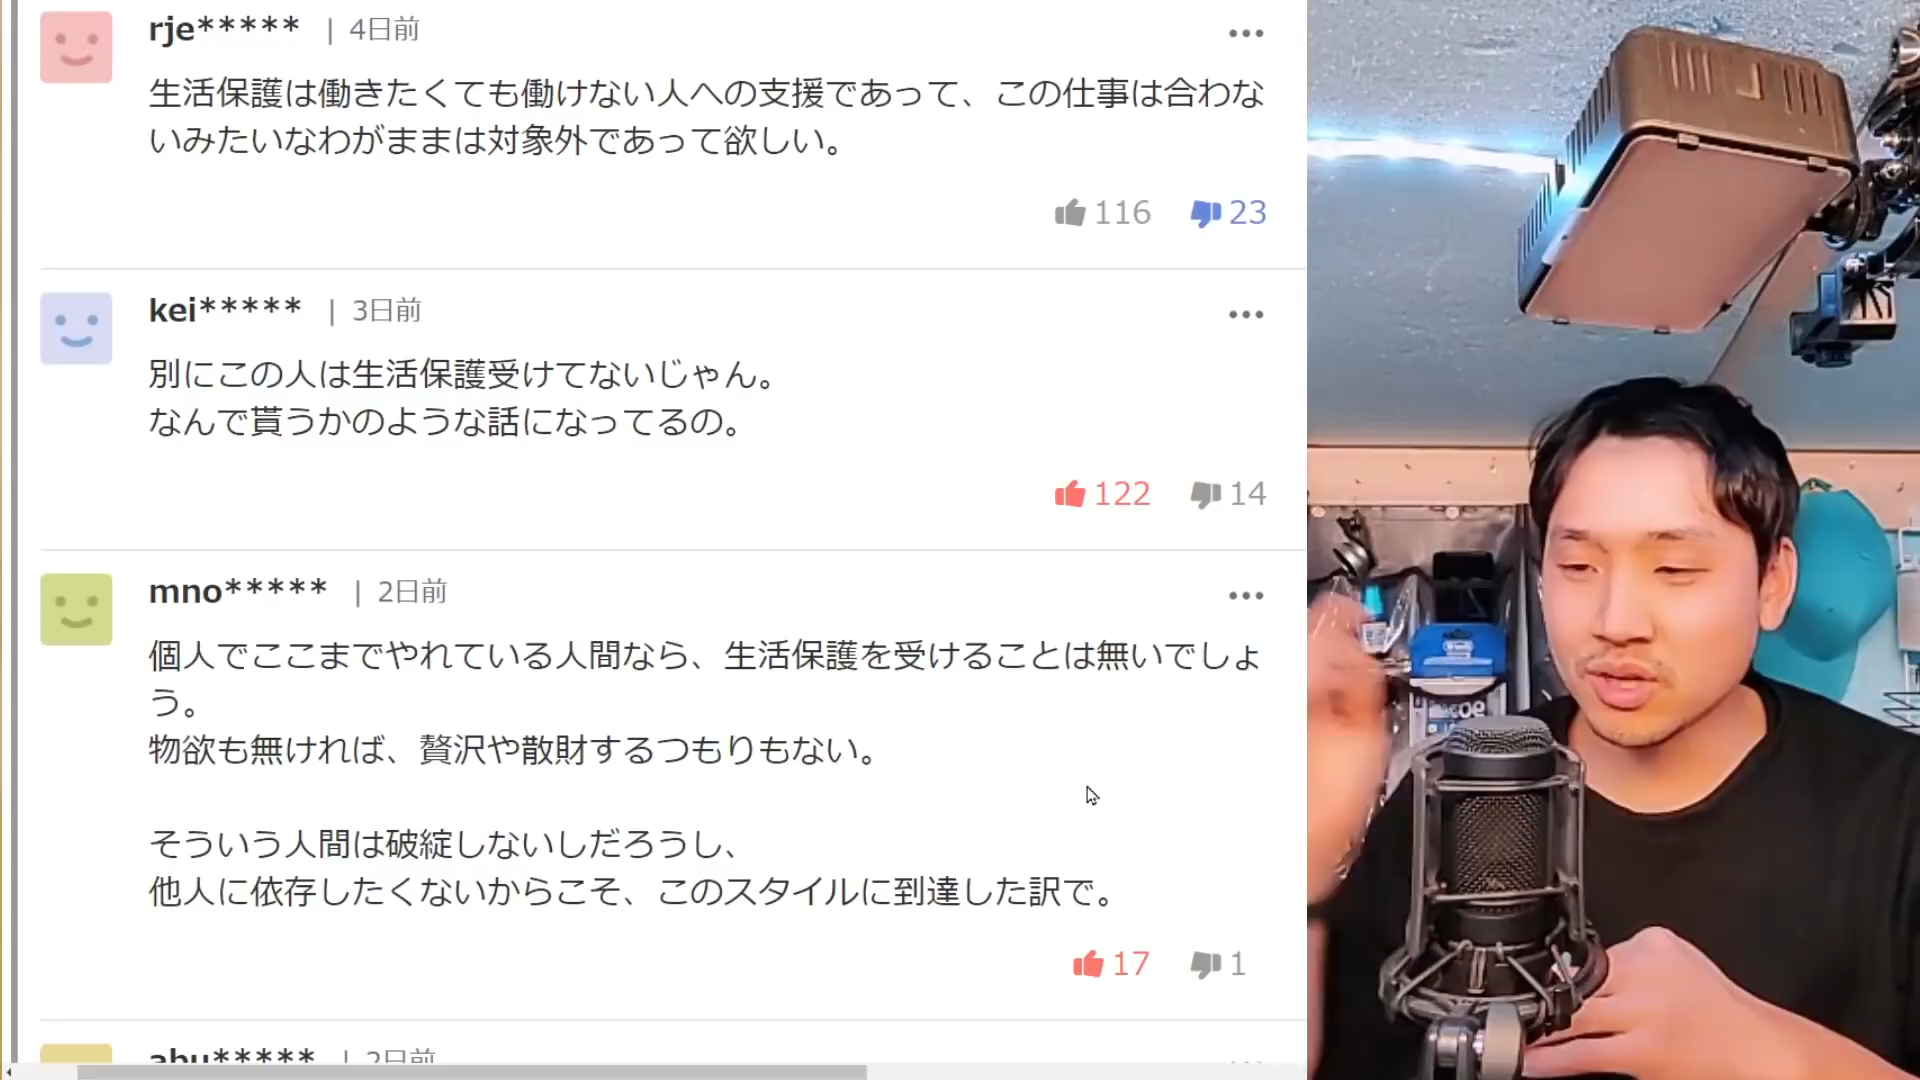 rje***** | 4日前
生活保護は働きたくても働けない人への支援であって、この仕事は合わな
いみたいなわがままは対象外であって欲しい。
116 23
kei***** | 3日前
別にこの人は生活保護受けてないじゃん。
なんで貰うかのような話になってるの。
122 14
mno***** | 2日前
個人でここまでやれている人間なら、生活保護を受けることは無いでしょ
う。
物欲も無ければ、贅沢や散財するつもりもない。
そういう人間は破綻しないしだろうし、
他人に依存したくないからこそ、このスタイルに到達した訳で。
17 1
abu***** | 2日前